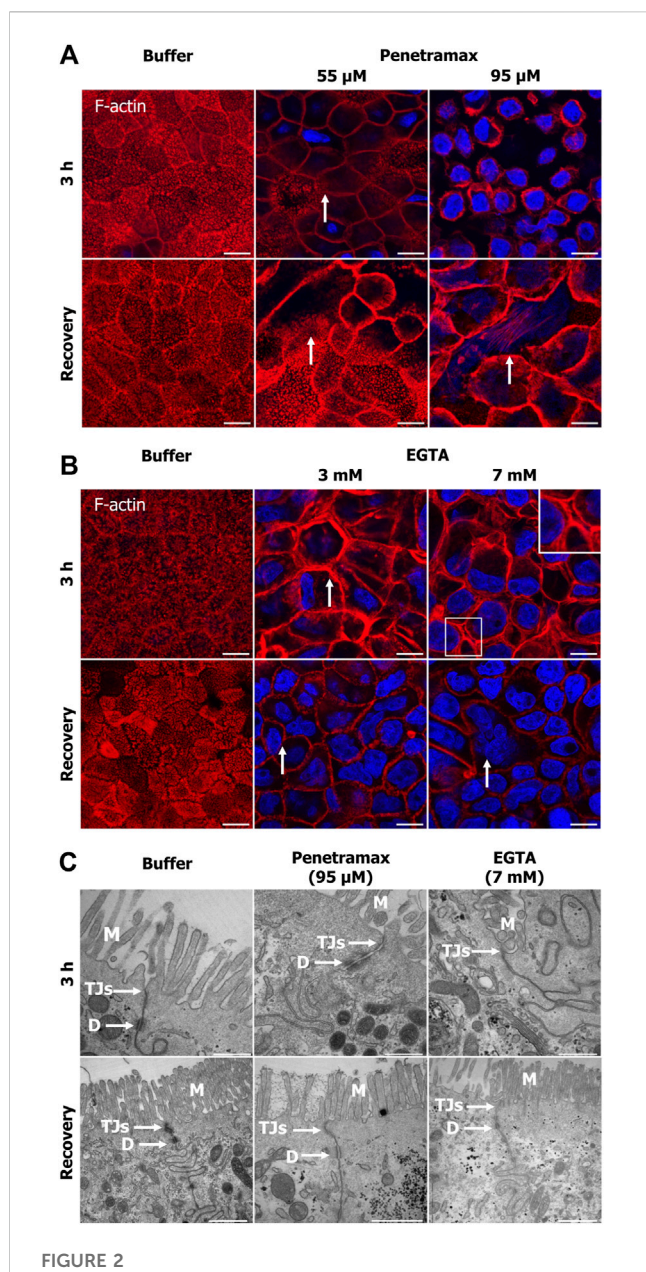 A
Buffer Penetramax
55 µM 95 µM
F-actin
3 h
Recovery
B
Buffer EGTA
3 mM 7 mM
F-actin
3 h
Recovery
C
Buffer Penetramax (95 µM) EGTA (7 mM)
3 h
M
TJs
D
M
TJs
D
M
TJs
Recovery
M
TJs
D
M
TJs
D
M
TJs
D
FIGURE 2